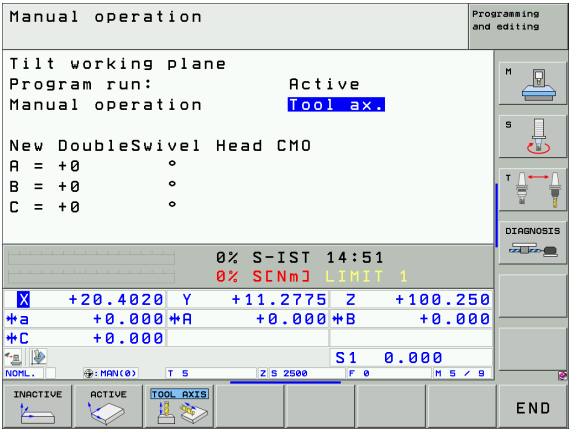 Manual operation
Programming
and editing
Tilt working plane
Program run: Active
Manual operation Tool ax.
New DoubleSwivel Head CMO
A = +0 °
B = +0 °
C = +0 °
M
S
T
DIAGNOSIS
0% S-IST 14:51
0% S[Nm] LIMIT 1
X +20.4020 Y +11.2775 Z +100.250
a +0.000 A +0.000 B +0.000
C +0.000
S1 0.000
NOML. : MAN(0) T 5 Z S 2500 F 0 M 5 / 9
INACTIVE ACTIVE TOOL AXIS END